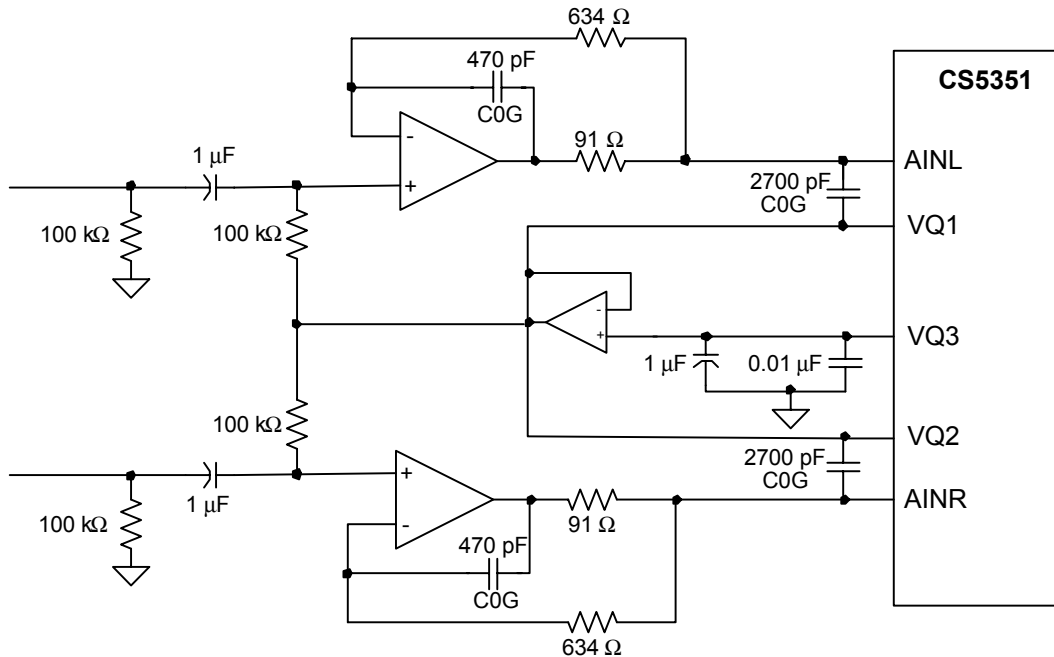 634 Ω
470 pF
C0G
CS5351
-
+
91 Ω
AINL
1 µF
2700 pF
C0G
100 kΩ
100 kΩ
VQ1
-
+
VQ3
1 µF
0.01 µF
100 kΩ
VQ2
2700 pF
C0G
+
-
1 µF
AINR
100 kΩ
91 Ω
470 pF
C0G
634 Ω